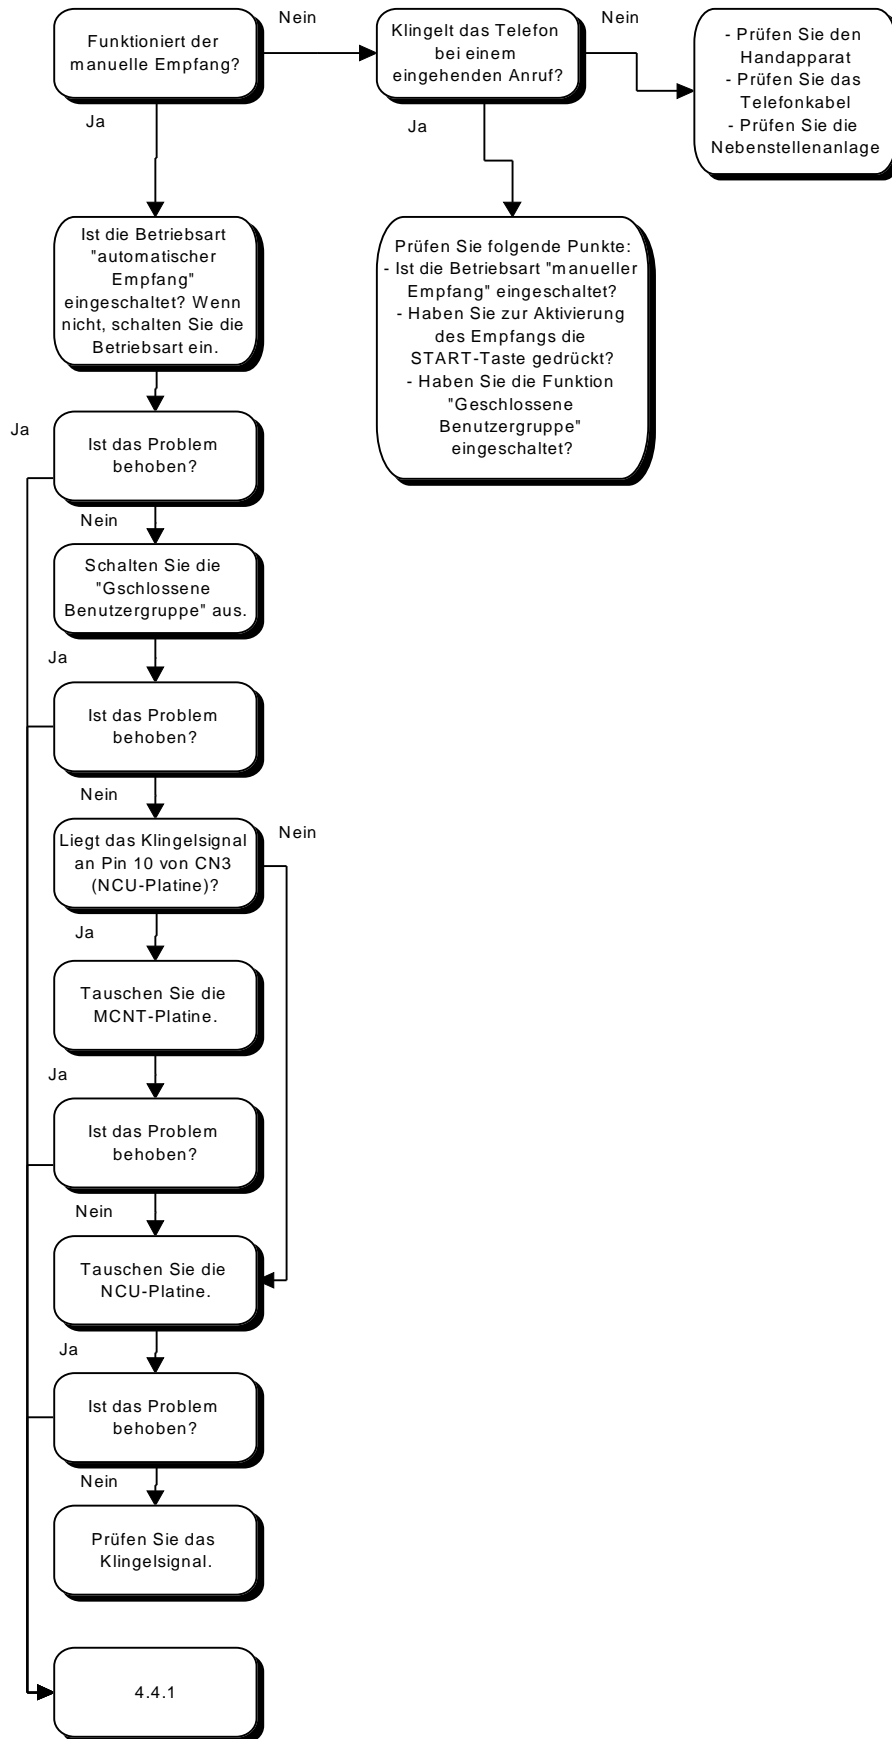 Funktioniert der
manuelle Empfang?
Nein
Klingelt das Telefon
bei einem
eingehenden Anruf?
Nein
- Prüfen Sie den
Handapparat
- Prüfen Sie das
Telefonkabel
- Prüfen Sie die
Nebenstellenanlage
Ja
Ja
Ist die Betriebsart
"automatischer
Empfang"
eingeschaltet? Wenn
nicht, schalten Sie die
Betriebsart ein.
Prüfen Sie folgende Punkte:
- Ist die Betriebsart "manueller
Empfang" eingeschaltet?
- Haben Sie zur Aktivierung
des Empfangs die
START-Taste gedrückt?
- Haben Sie die Funktion
"Geschlossene
Benutzergruppe"
eingeschaltet?
Ja
Ist das Problem
behoben?
Nein
Schalten Sie die
"Gschlossene
Benutzergruppe" aus.
Ja
Ist das Problem
behoben?
Nein
Liegt das Klingelsignal
an Pin 10 von CN3
(NCU-Platine)?
Nein
Ja
Tauschen Sie die
MCNT-Platine.
Ja
Ist das Problem
behoben?
Nein
Tauschen Sie die
NCU-Platine.
Ja
Ist das Problem
behoben?
Nein
Prüfen Sie das
Klingelsignal.
4.4.1